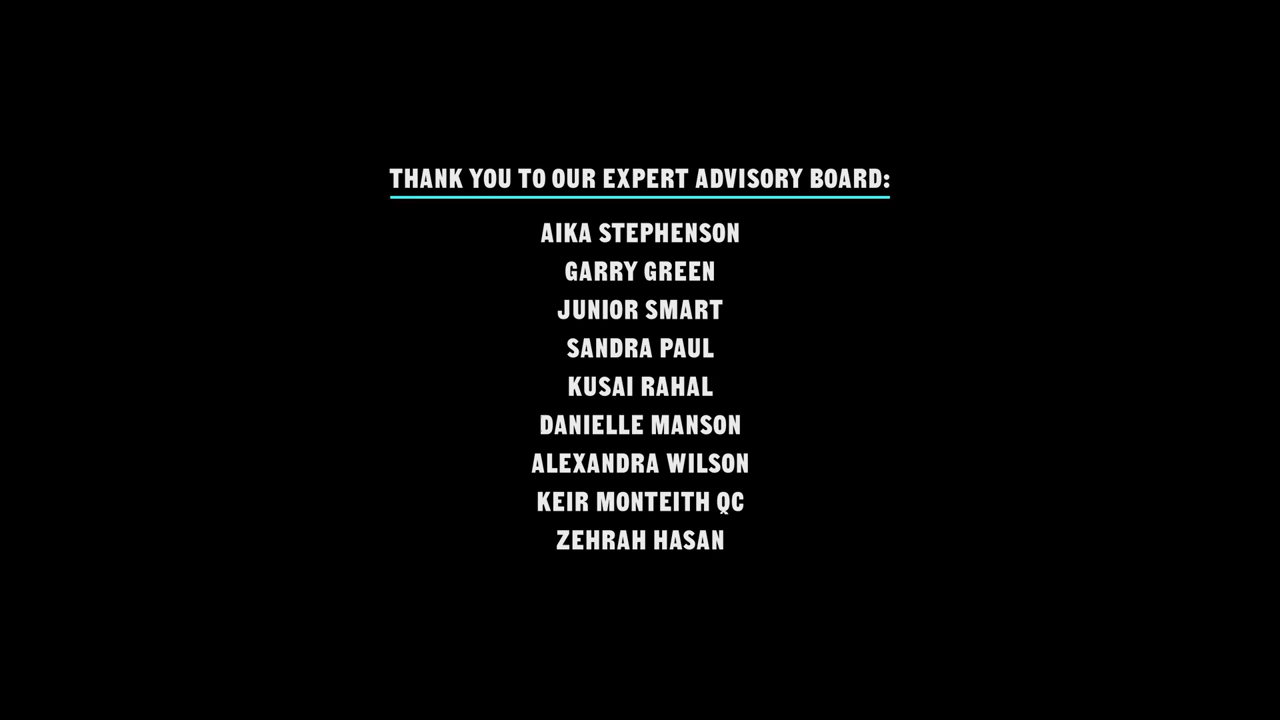 THANK YOU TO OUR EXPERT ADVISORY BOARD:
AIKA STEPHENSON
GARRY GREEN
JUNIOR SMART
SANDRA PAUL
KUSAI RAHAL
DANIELLE MANSON
ALEXANDRA WILSON
KEIR MONTEITH QC
ZEHRAH HASAN